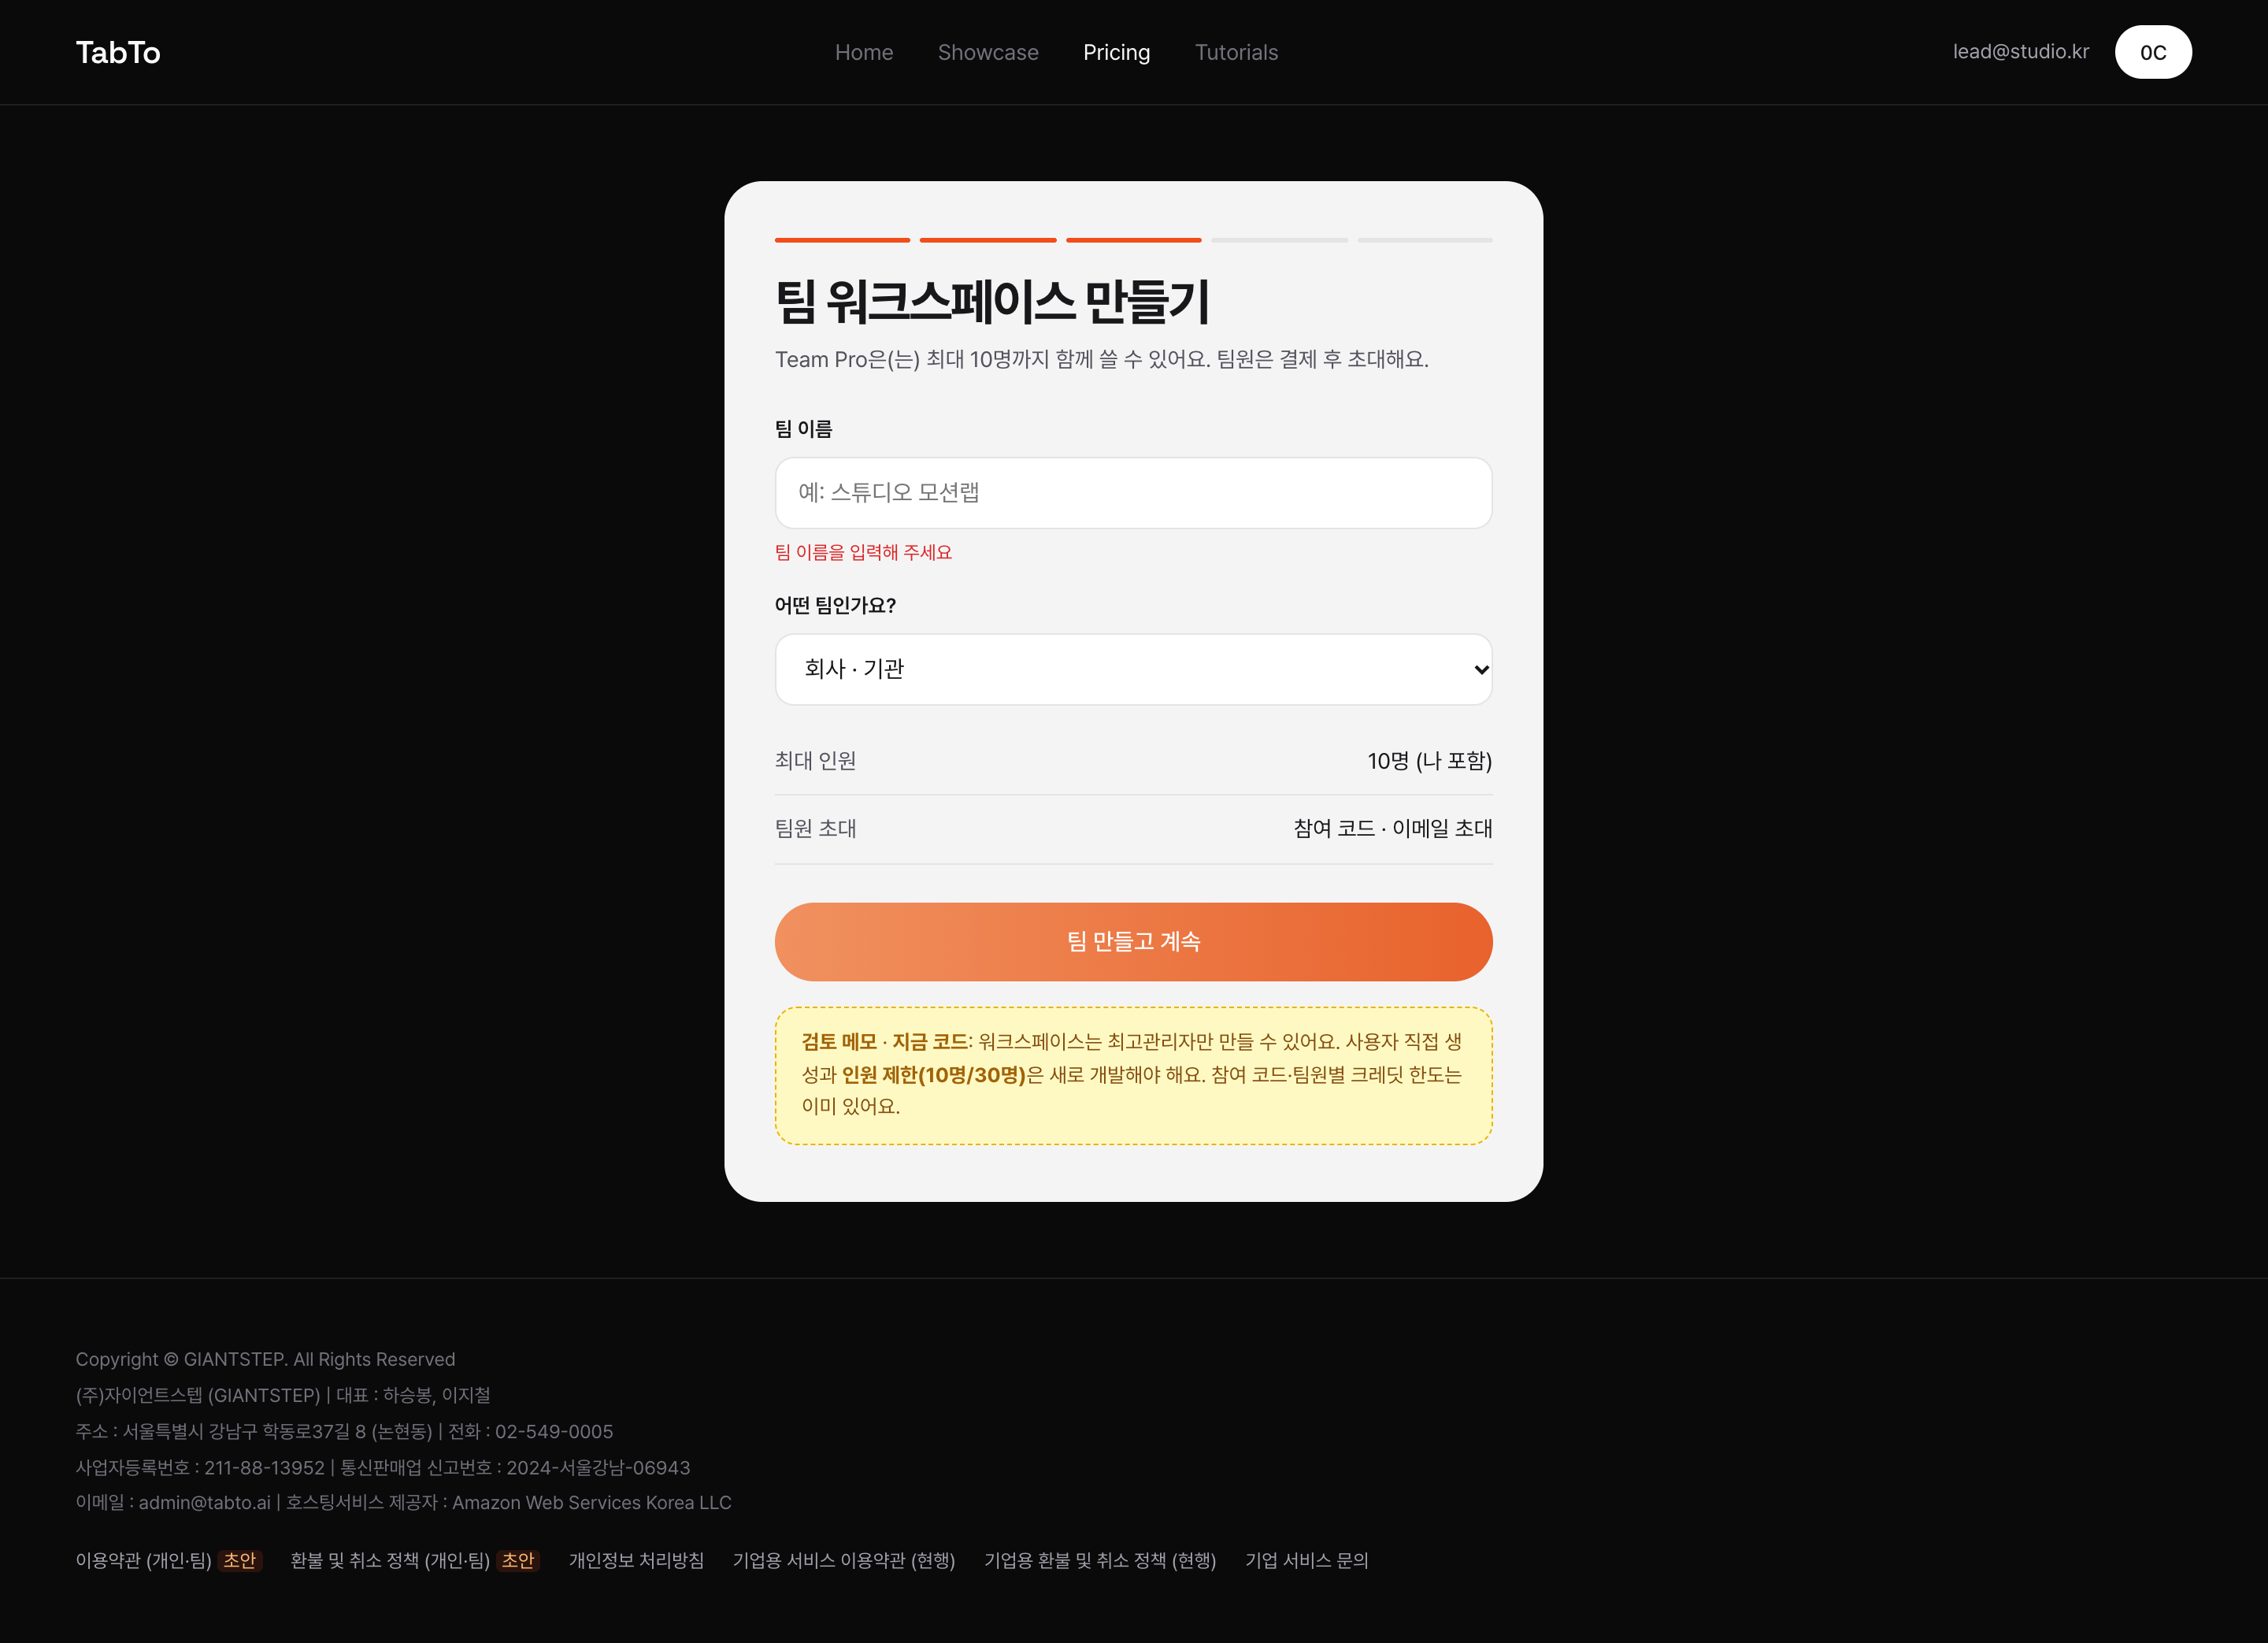 TabTo
Home Showcase Pricing Tutorials
lead@studio.kr
0C
팀 워크스페이스 만들기
Team Pro은(는) 최대 10명까지 함께 쓸 수 있어요. 팀원은 결제 후 초대해요.
팀 이름
예: 스튜디오 모션랩
팀 이름을 입력해 주세요
어떤 팀인가요?
회사 · 기관
최대 인원 10명 (나 포함)
팀원 초대 참여 코드 · 이메일 초대
팀 만들고 계속
검토 메모 · 지금 코드: 워크스페이스는 최고관리자만 만들 수 있어요. 사용자 직접 생
성과 인원 제한(10명/30명)은 새로 개발해야 해요. 참여 코드·팀원별 크레딧 한도는
이미 있어요.
Copyright © GIANTSTEP. All Rights Reserved
(주)자이언트스텝 (GIANTSTEP) | 대표 : 하승봉, 이지철
주소 : 서울특별시 강남구 학동로37길 8 (논현동) | 전화 : 02-549-0005
사업자등록번호 : 211-88-13952 | 통신판매업 신고번호 : 2024-서울강남-06943
이메일 : admin@tabto.ai | 호스팅서비스 제공자 : Amazon Web Services Korea LLC
이용약관 (개인·팀) 초안 환불 및 취소 정책 (개인·팀) 초안 개인정보 처리방침 기업용 서비스 이용약관 (현행) 기업용 환불 및 취소 정책 (현행) 기업 서비스 문의